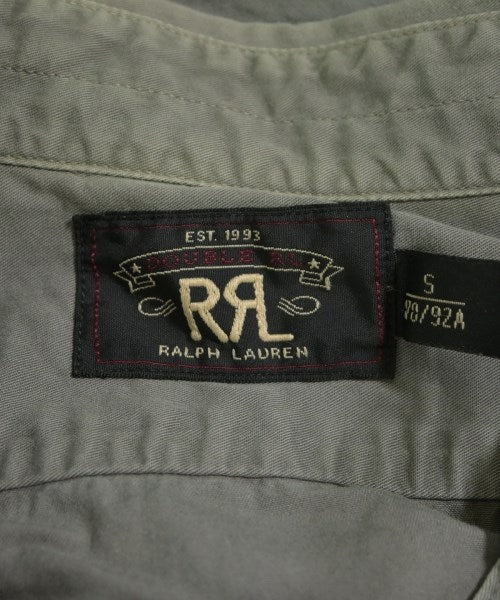 EST. 1993
DOUBLE RL
RRL
RALPH LAUREN
S
88/92A